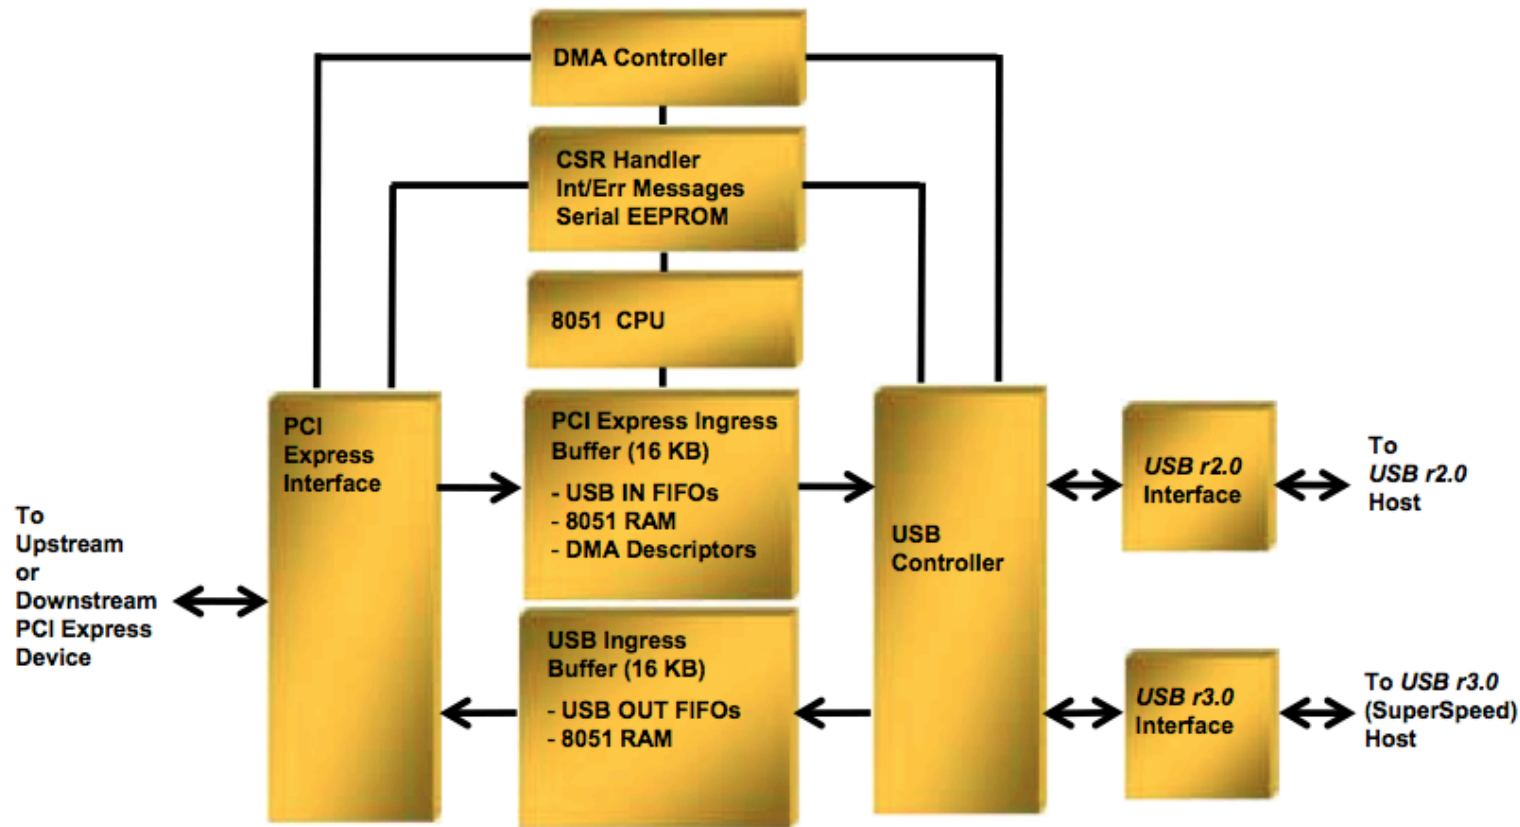 DMA Controller
CSR Handler
Int/Err Messages
Serial EEPROM
8051 CPU
PCI
Express
Interface
PCI Express Ingress
Buffer (16 KB)
- USB IN FIFOs
- 8051 RAM
- DMA Descriptors
USB Ingress
Buffer (16 KB)
- USB OUT FIFOs
- 8051 RAM
USB
Controller
USB r2.0
Interface
To
USB r2.0
Host
USB r3.0
Interface
To USB r3.0
(SuperSpeed)
Host
To
Upstream
or
Downstream
PCI Express
Device